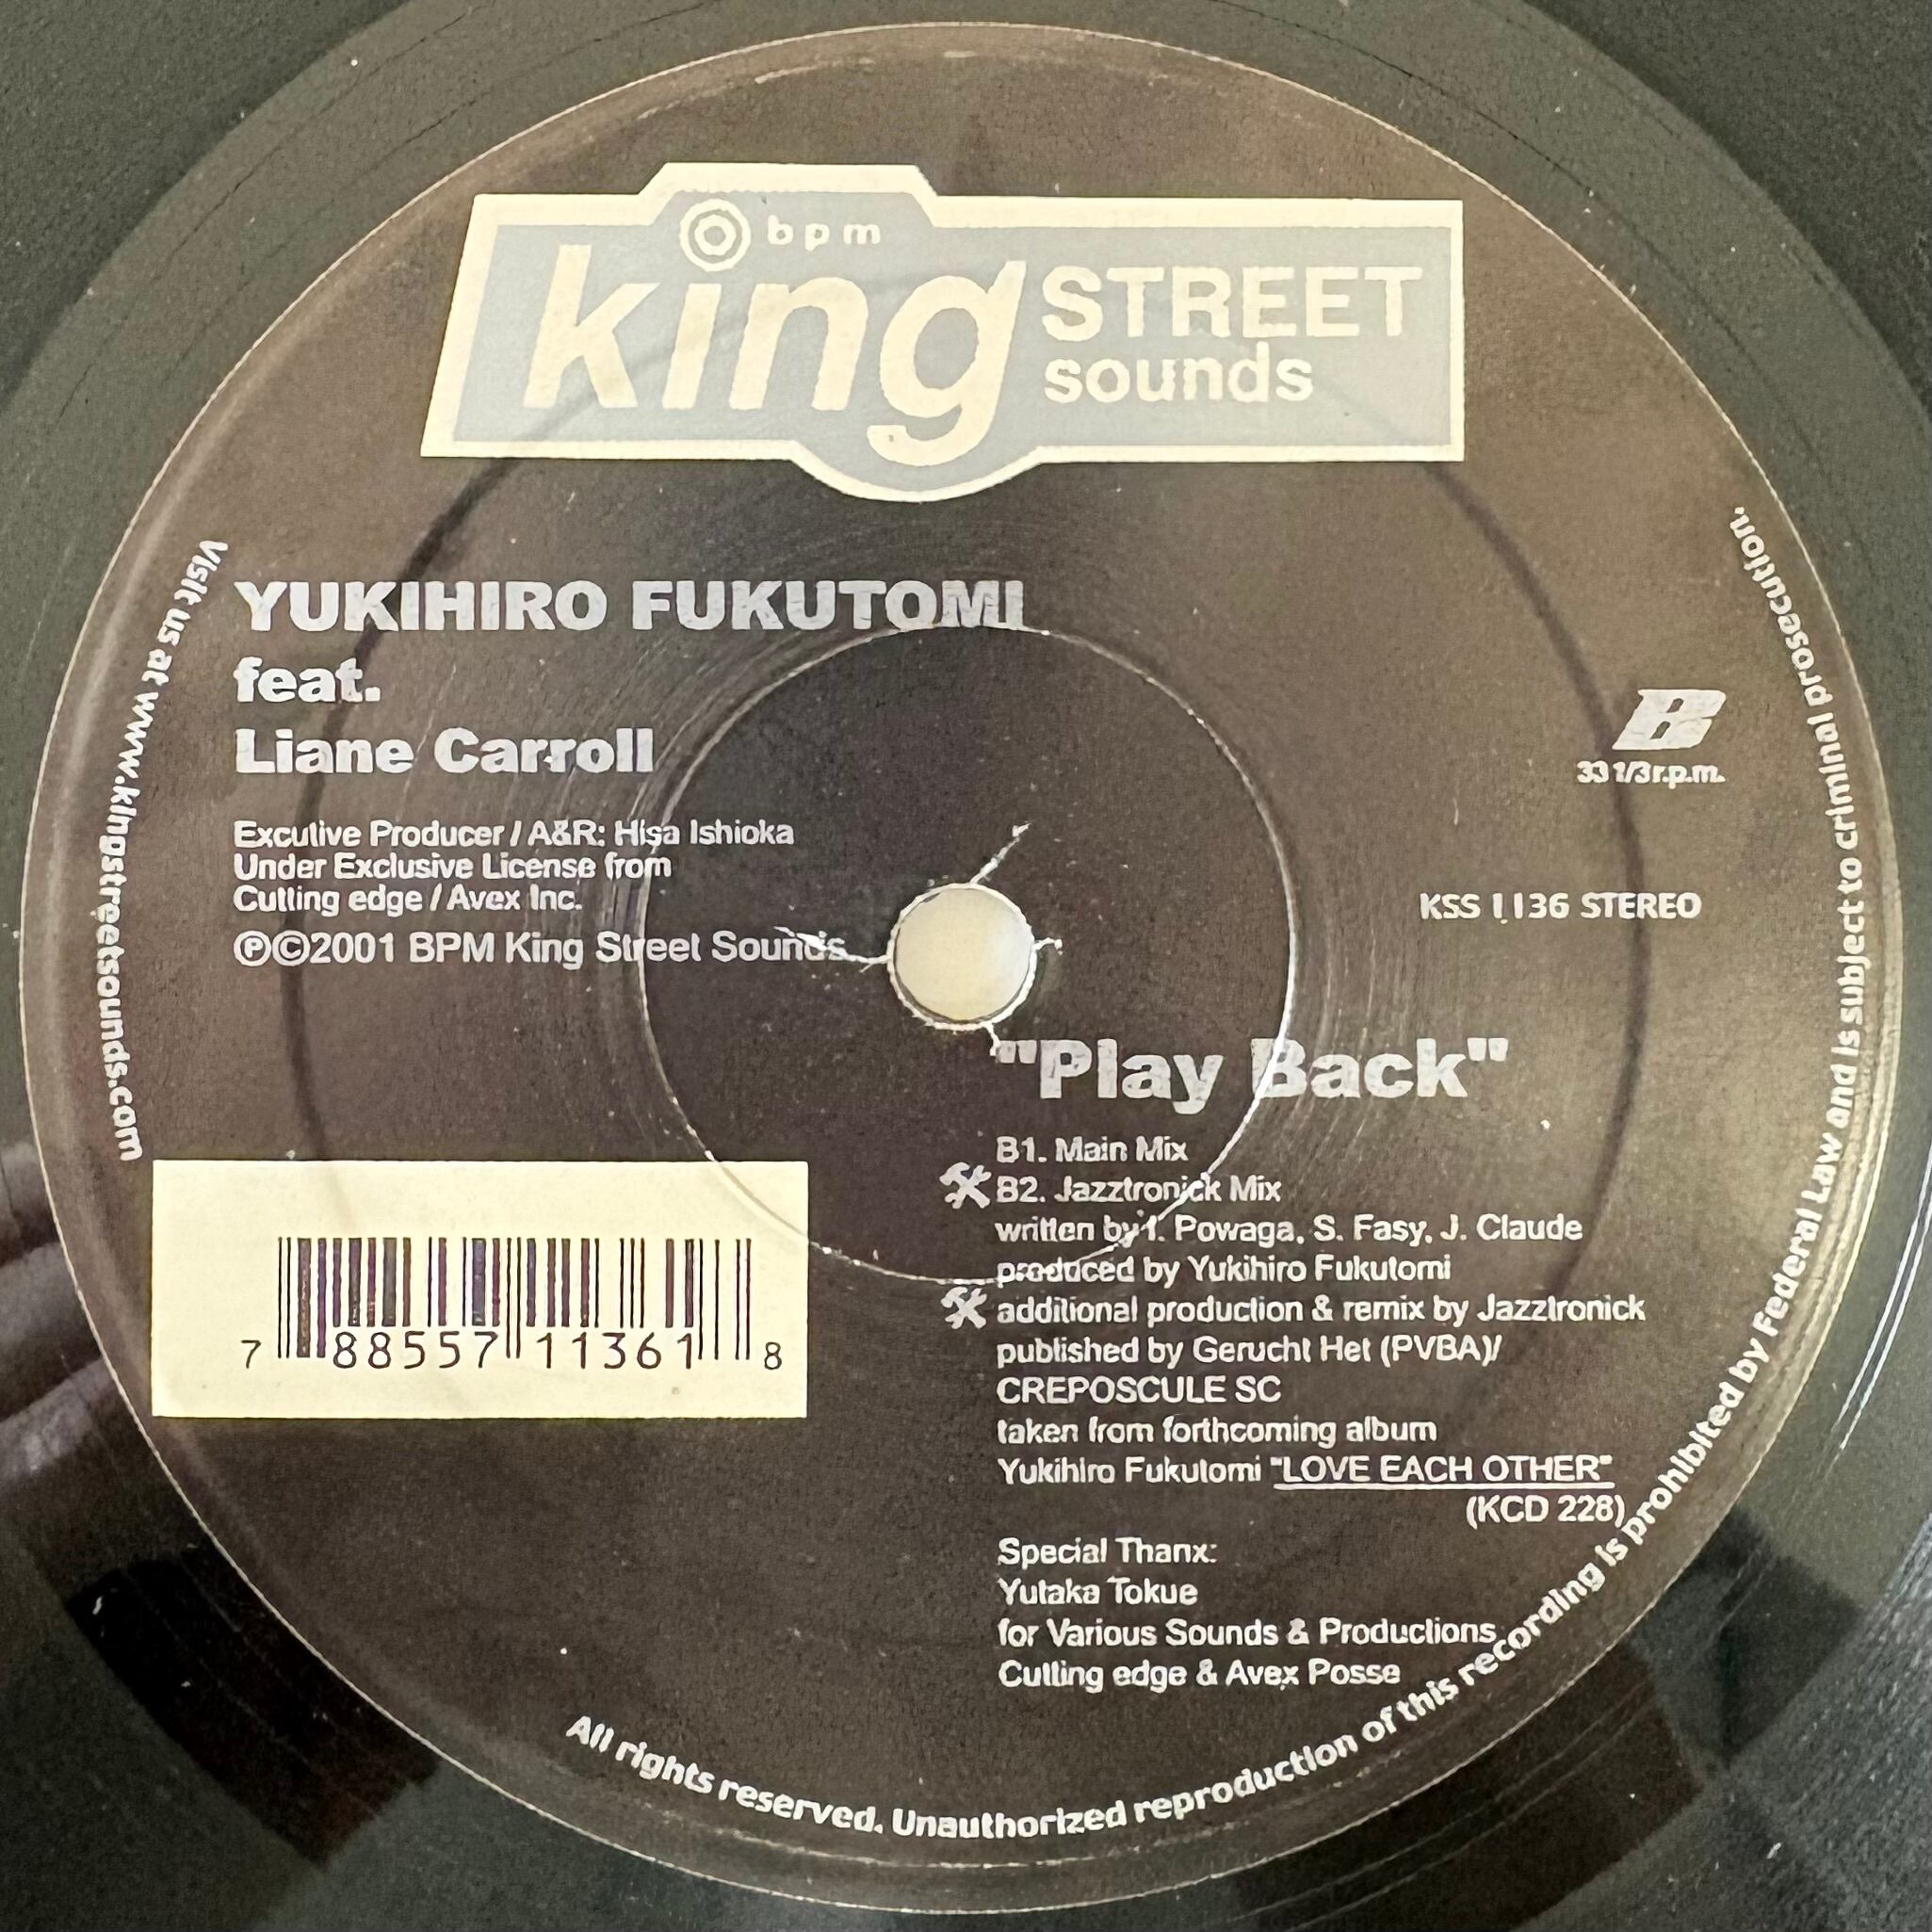 bpm
king STREET
sounds
YUKIHIRO FUKUTOMI
feat.
Liane Carroll
Excutive Producer / A&R: Hisa Ishioka
Under Exclusive License from
Cutting edge / Avex Inc.
℗©2001 BPM King Street Sounds
B
33 1/3 r.p.m.
KSS 1136 STEREO
"Play Back"
B1. Main Mix
B2. Jazztronick Mix
written by I. Powaga, S. Fasy, J. Claude
produced by Yukihiro Fukutomi
additional production & remix by Jazztronick
published by Gerucht Het (PVBA)/
CREPOSCULE SC
taken from forthcoming album
Yukihiro Fukutomi "LOVE EACH OTHER"
(KCD 228)
Special Thanx:
Yutaka Tokue
for Various Sounds & Productions
Cutting edge & Avex Posse
7 88557 11361 8
Visit us at www.kingstreetsounds.com
All rights reserved. Unauthorized reproduction of this recording is prohibited by Federal Law and is subject to criminal prosecution.